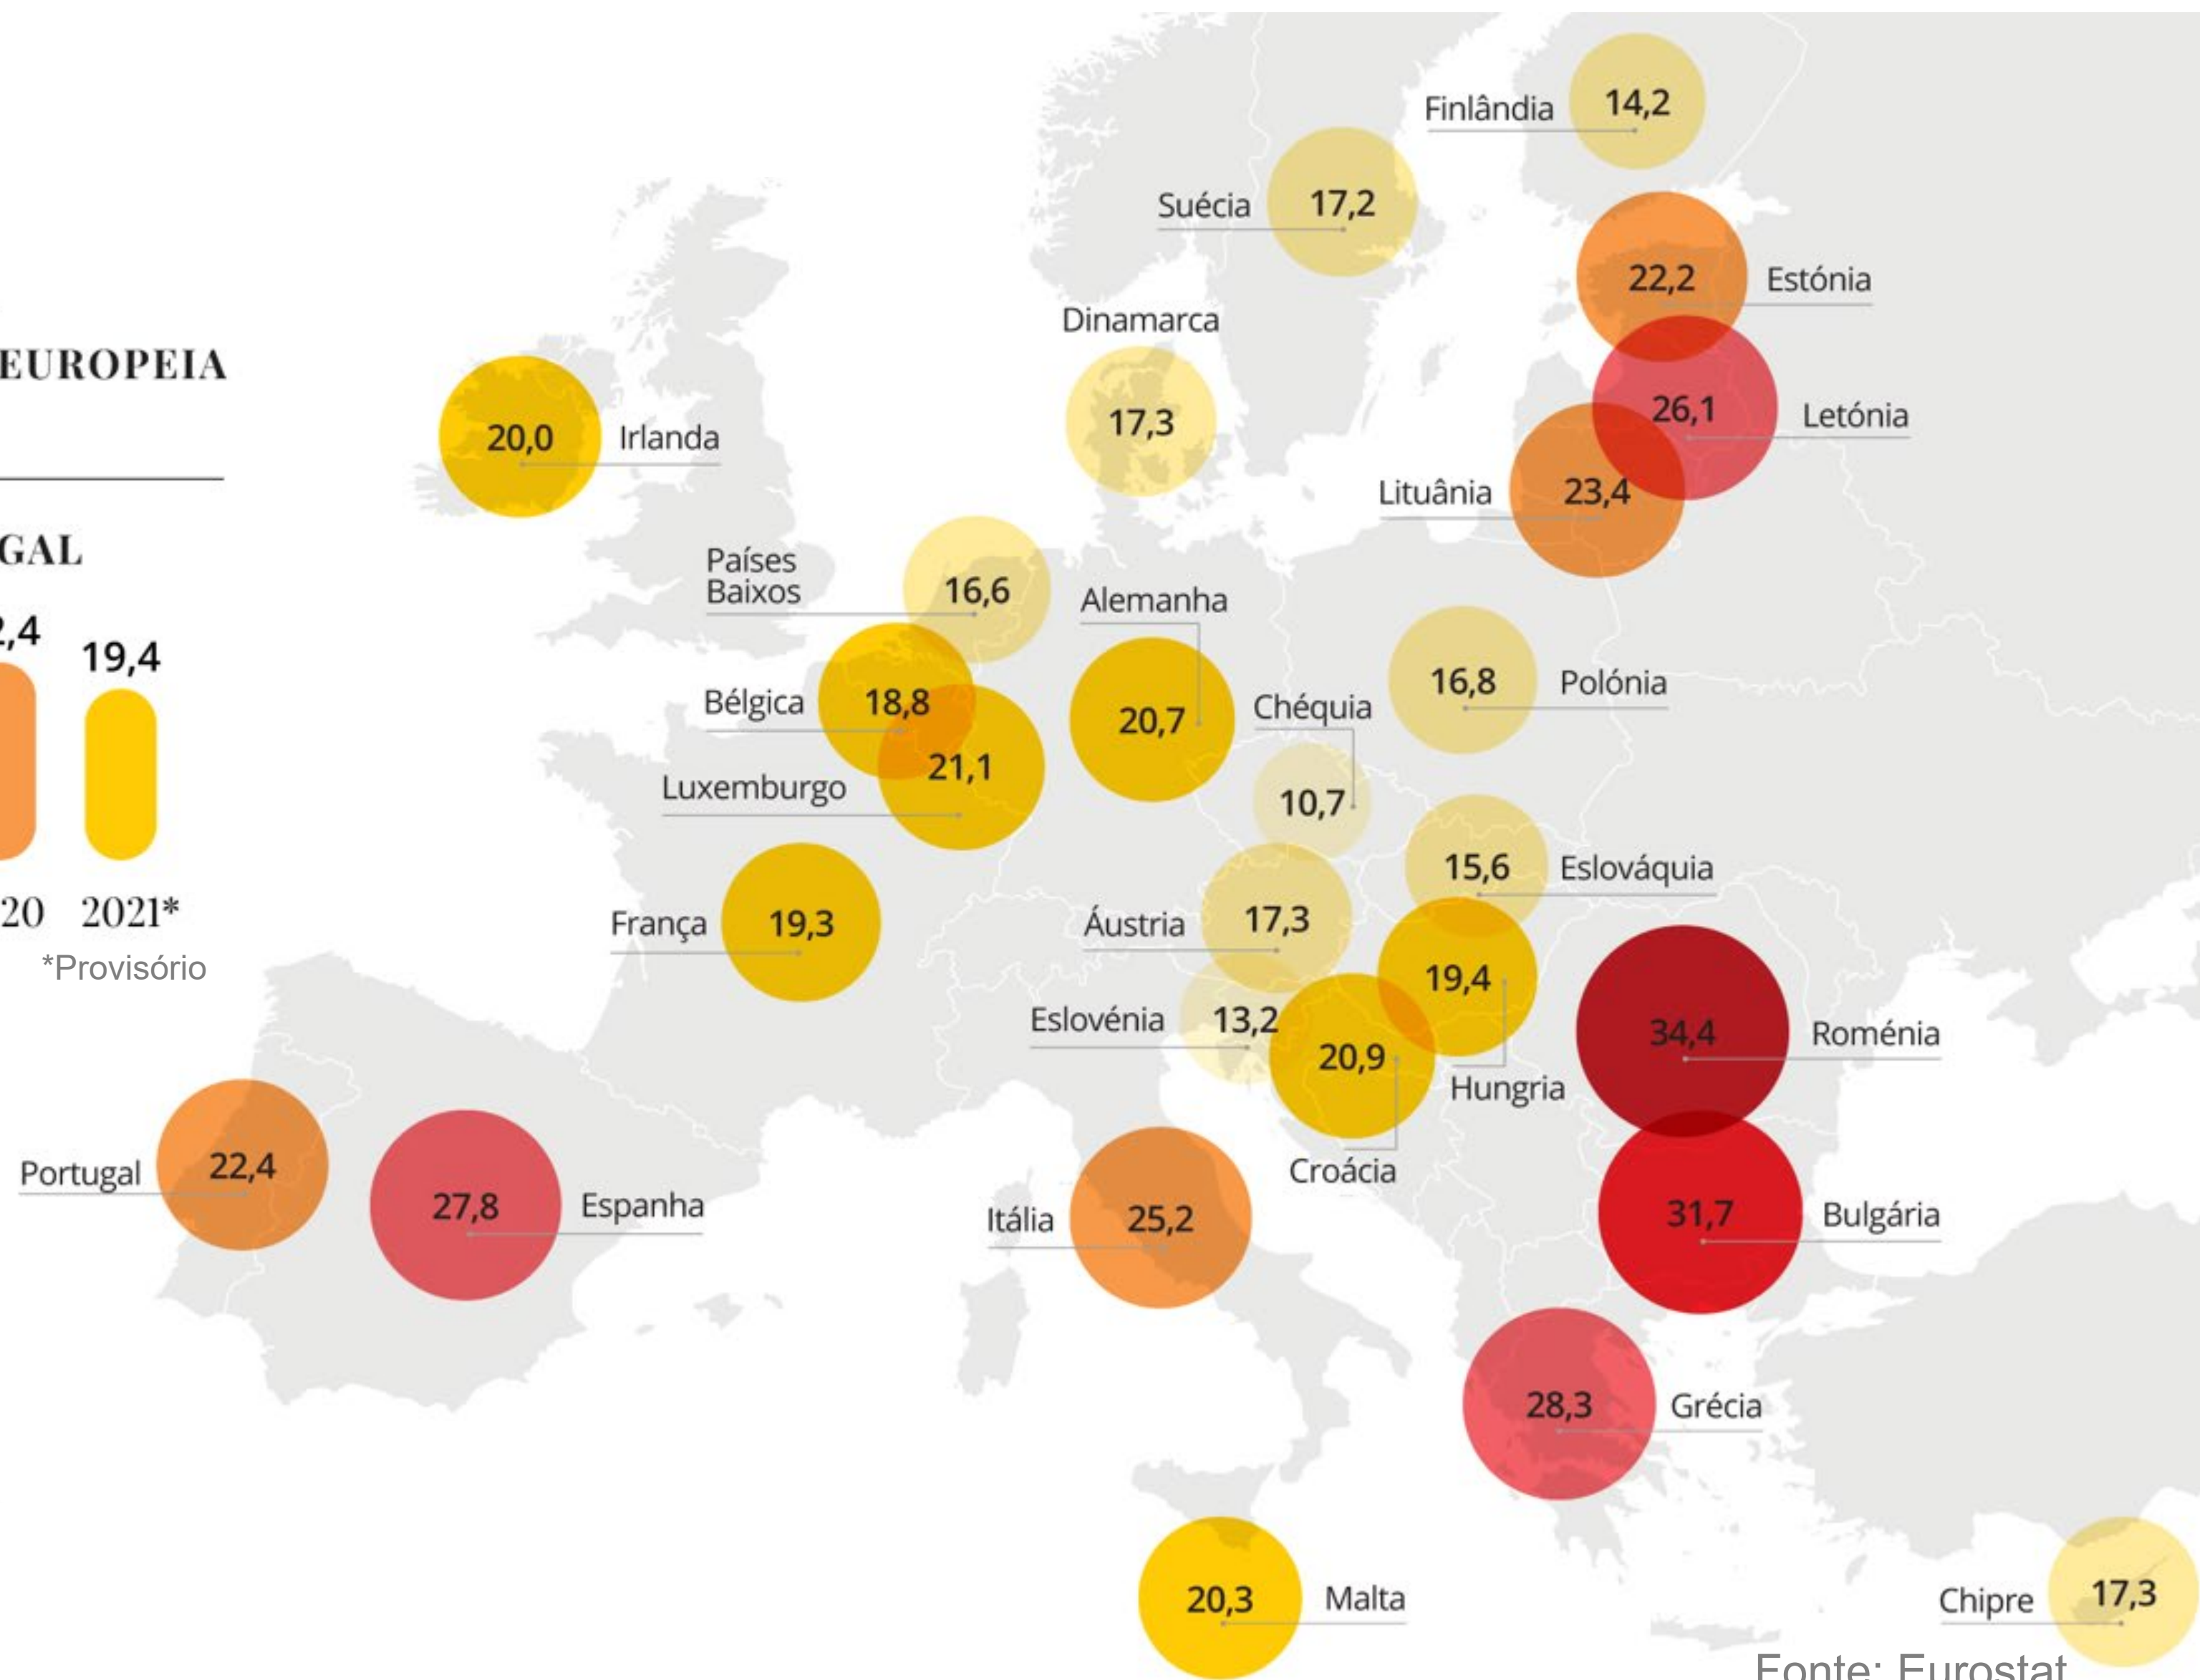 EUROPEIA
GAL
2,4
19,4
20
2021*
*Provisório
Finlândia
14,2
Suécia
17,2
22,2
Estónia
Dinamarca
17,3
20,0
Irlanda
26,1
Letónia
Lituânia
23,4
Países
Baixos
16,6
Alemanha
20,7
16,8
Polónia
Bélgica
18,8
Chéquia
10,7
Luxemburgo
21,1
15,6
Eslováquia
França
19,3
Áustria
17,3
19,4
Hungria
Eslovénia
13,2
20,9
Croácia
34,4
Roménia
Portugal
22,4
27,8
Espanha
Itália
25,2
31,7
Bulgária
28,3
Grécia
20,3
Malta
Chipre
17,3
Fonte: Eurostat